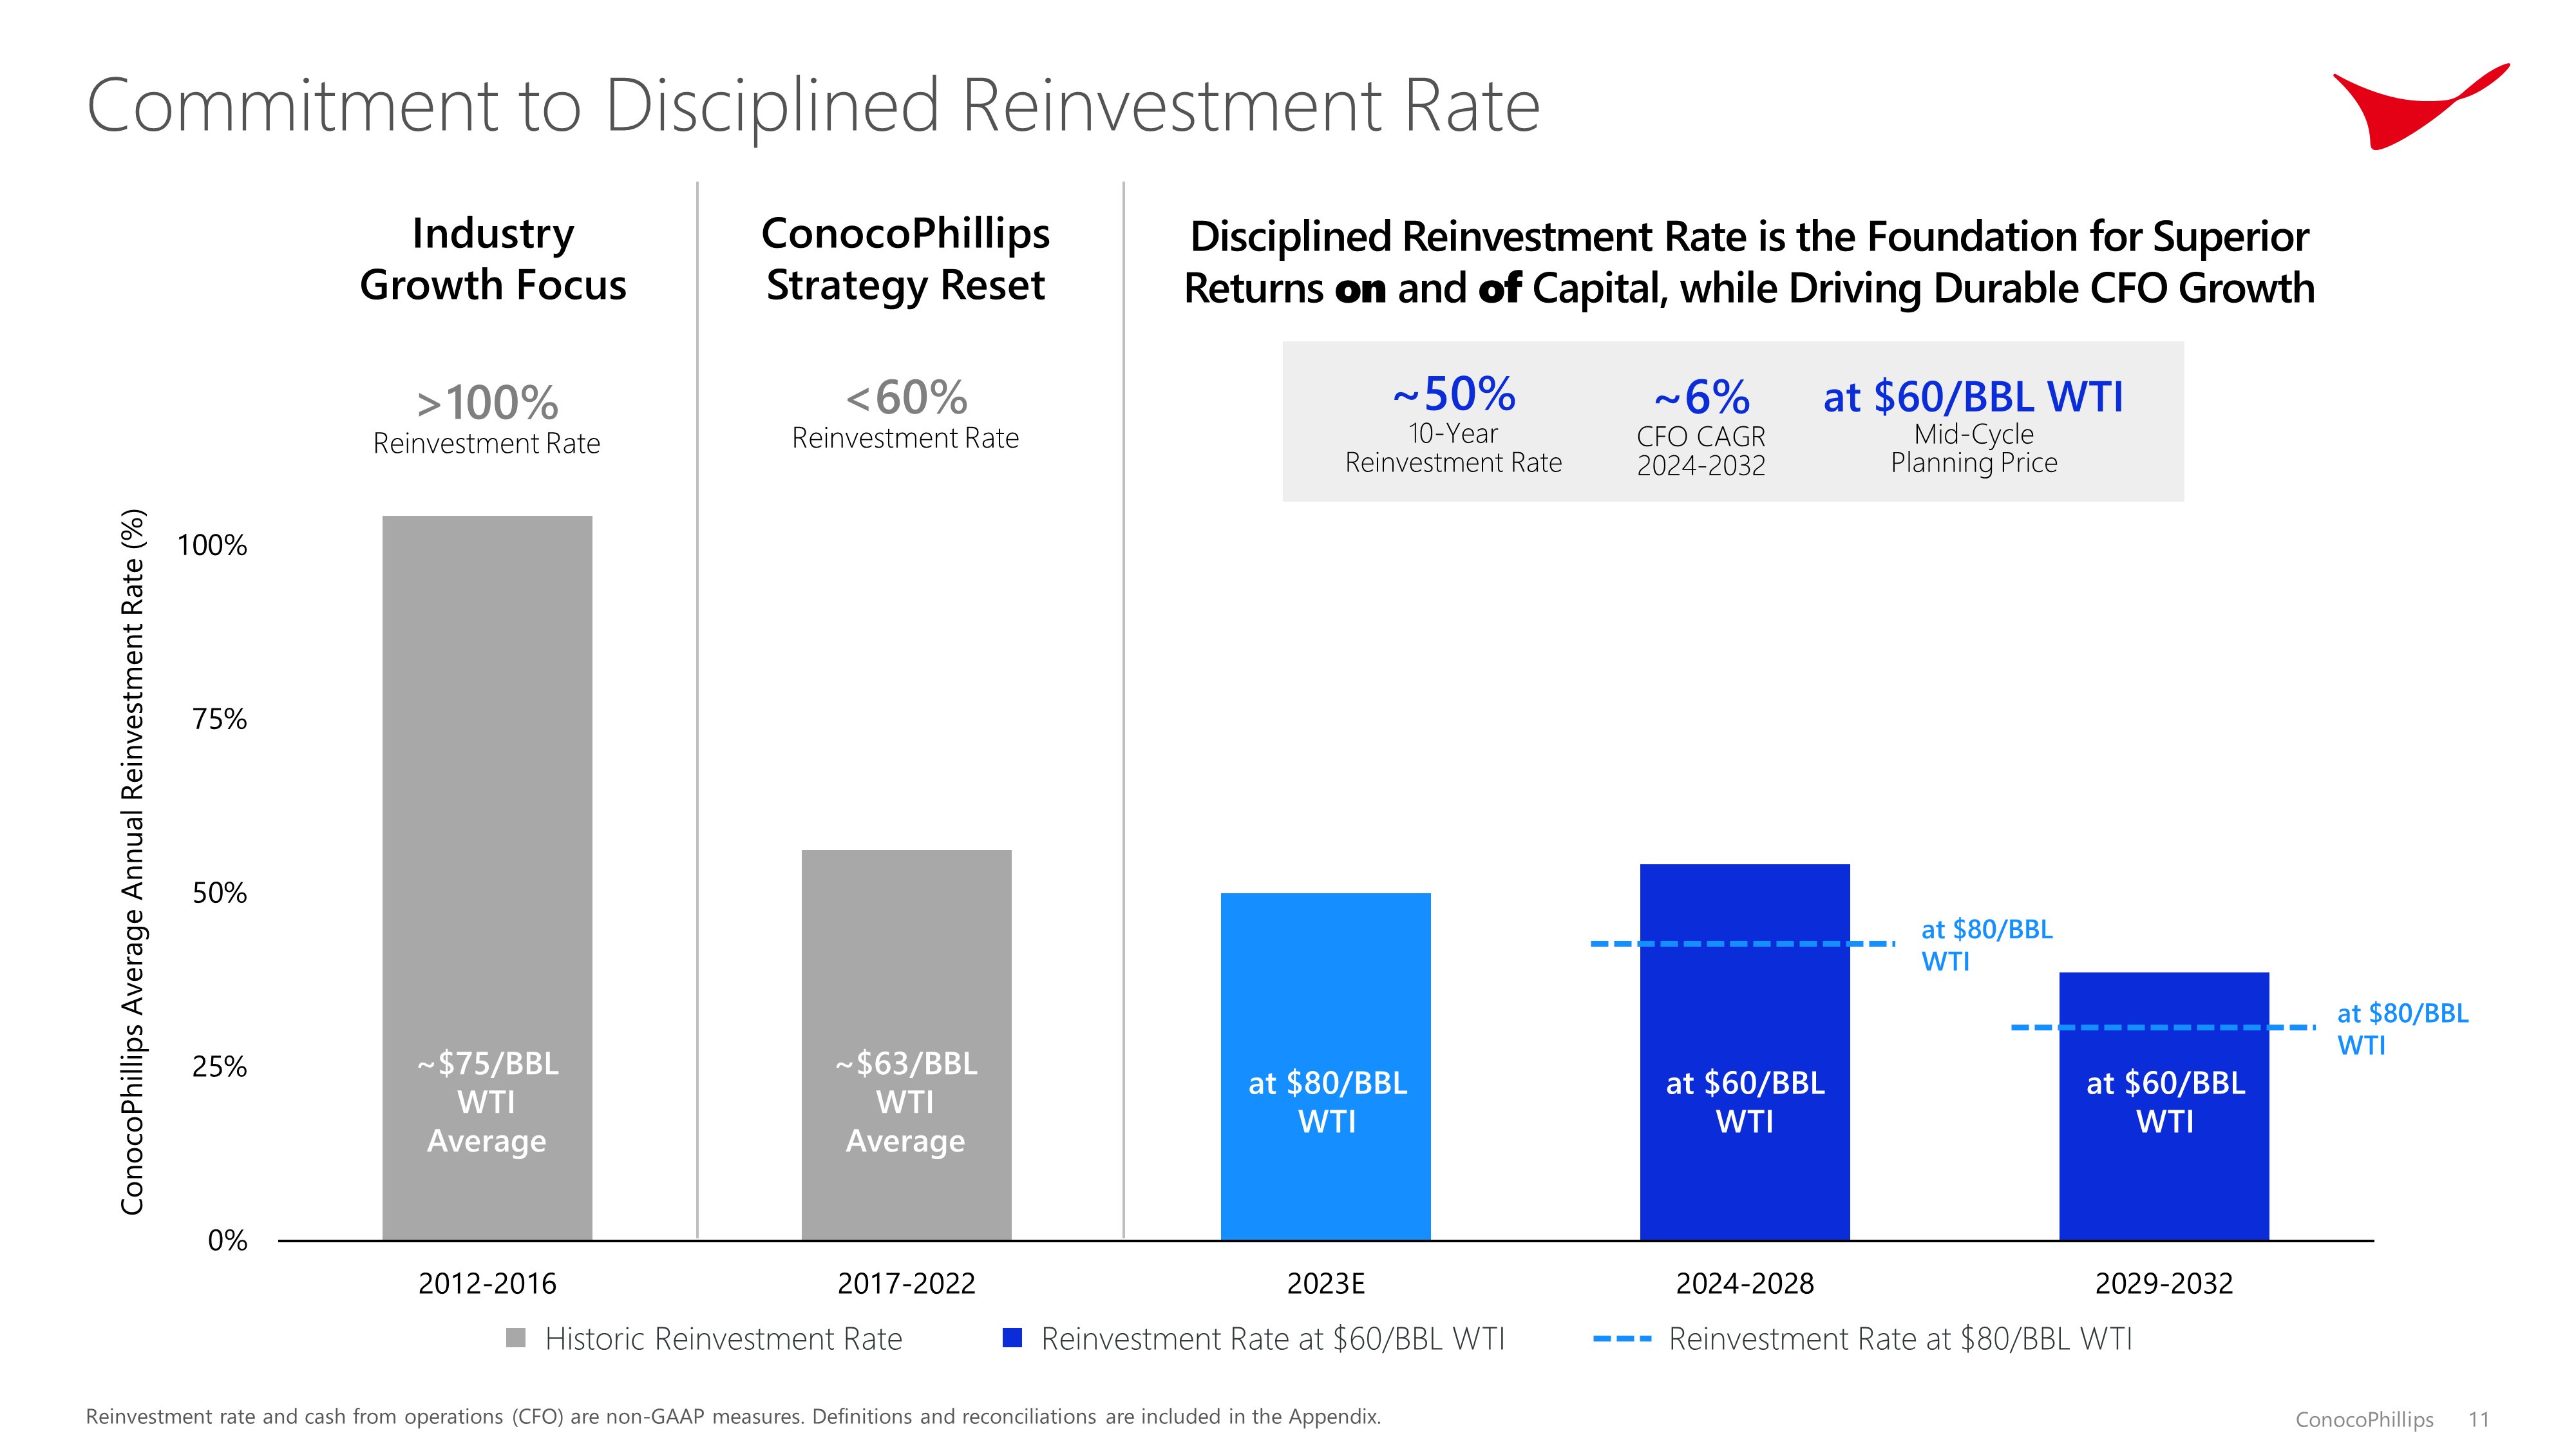 Commitment to Disciplined Reinvestment Rate
Industry
Growth Focus
>100%
Reinvestment Rate
ConocoPhillips
Strategy Reset
<60%
Reinvestment Rate
Disciplined Reinvestment Rate is the Foundation for Superior
Returns on and of Capital, while Driving Durable CFO Growth
~50%
10-Year
Reinvestment Rate
~6%
CFO CAGR
2024-2032
at $60/BBL WTI
Mid-Cycle
Planning Price
ConocoPhillips Average Annual Reinvestment Rate (%)
100%
75%
50%
25%
0%
~$75/BBL
WTI
Average
~$63/BBL
WTI
Average
at $80/BBL
WTI
at $60/BBL
WTI
at $80/BBL
WTI
at $60/BBL
WTI
at $80/BBL
WTI
2012-2016
2017-2022
2023E
2024-2028
2029-2032
Historic Reinvestment Rate
Reinvestment Rate at $60/BBL WTI
Reinvestment Rate at $80/BBL WTI
Reinvestment rate and cash from operations (CFO) are non-GAAP measures. Definitions and reconciliations are included in the Appendix.
ConocoPhillips 11